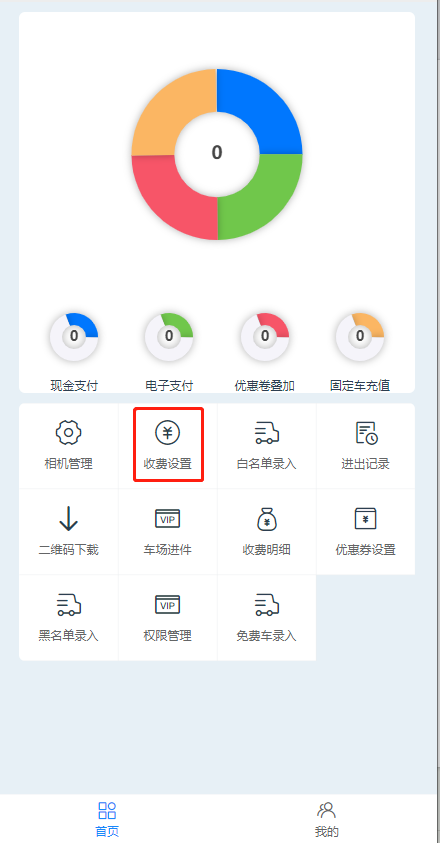 0
0 0 0 0
现金支付 电子支付 优惠卷叠加 固定车充值
¥ 
相机管理 收费设置 白名单录入 进出记录
VIP ¥ ¥
二维码下载 车场进件 收费明细 优惠券设置
VIP
黑名单录入 权限管理 免费车录入
首页 我的